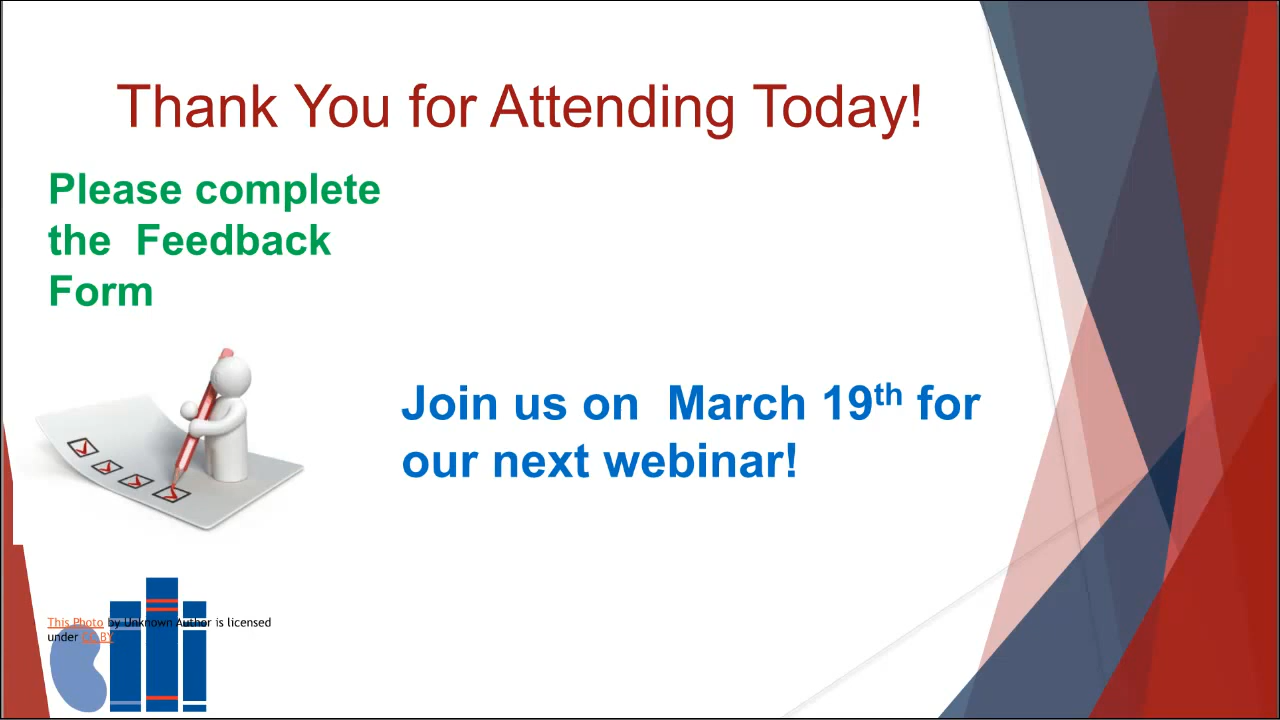 Thank You for Attending Today!
Please complete
the  Feedback
Form
Join us on  March 19th for
our next webinar!
This Photo by Unknown Author is licensed
under CC BY